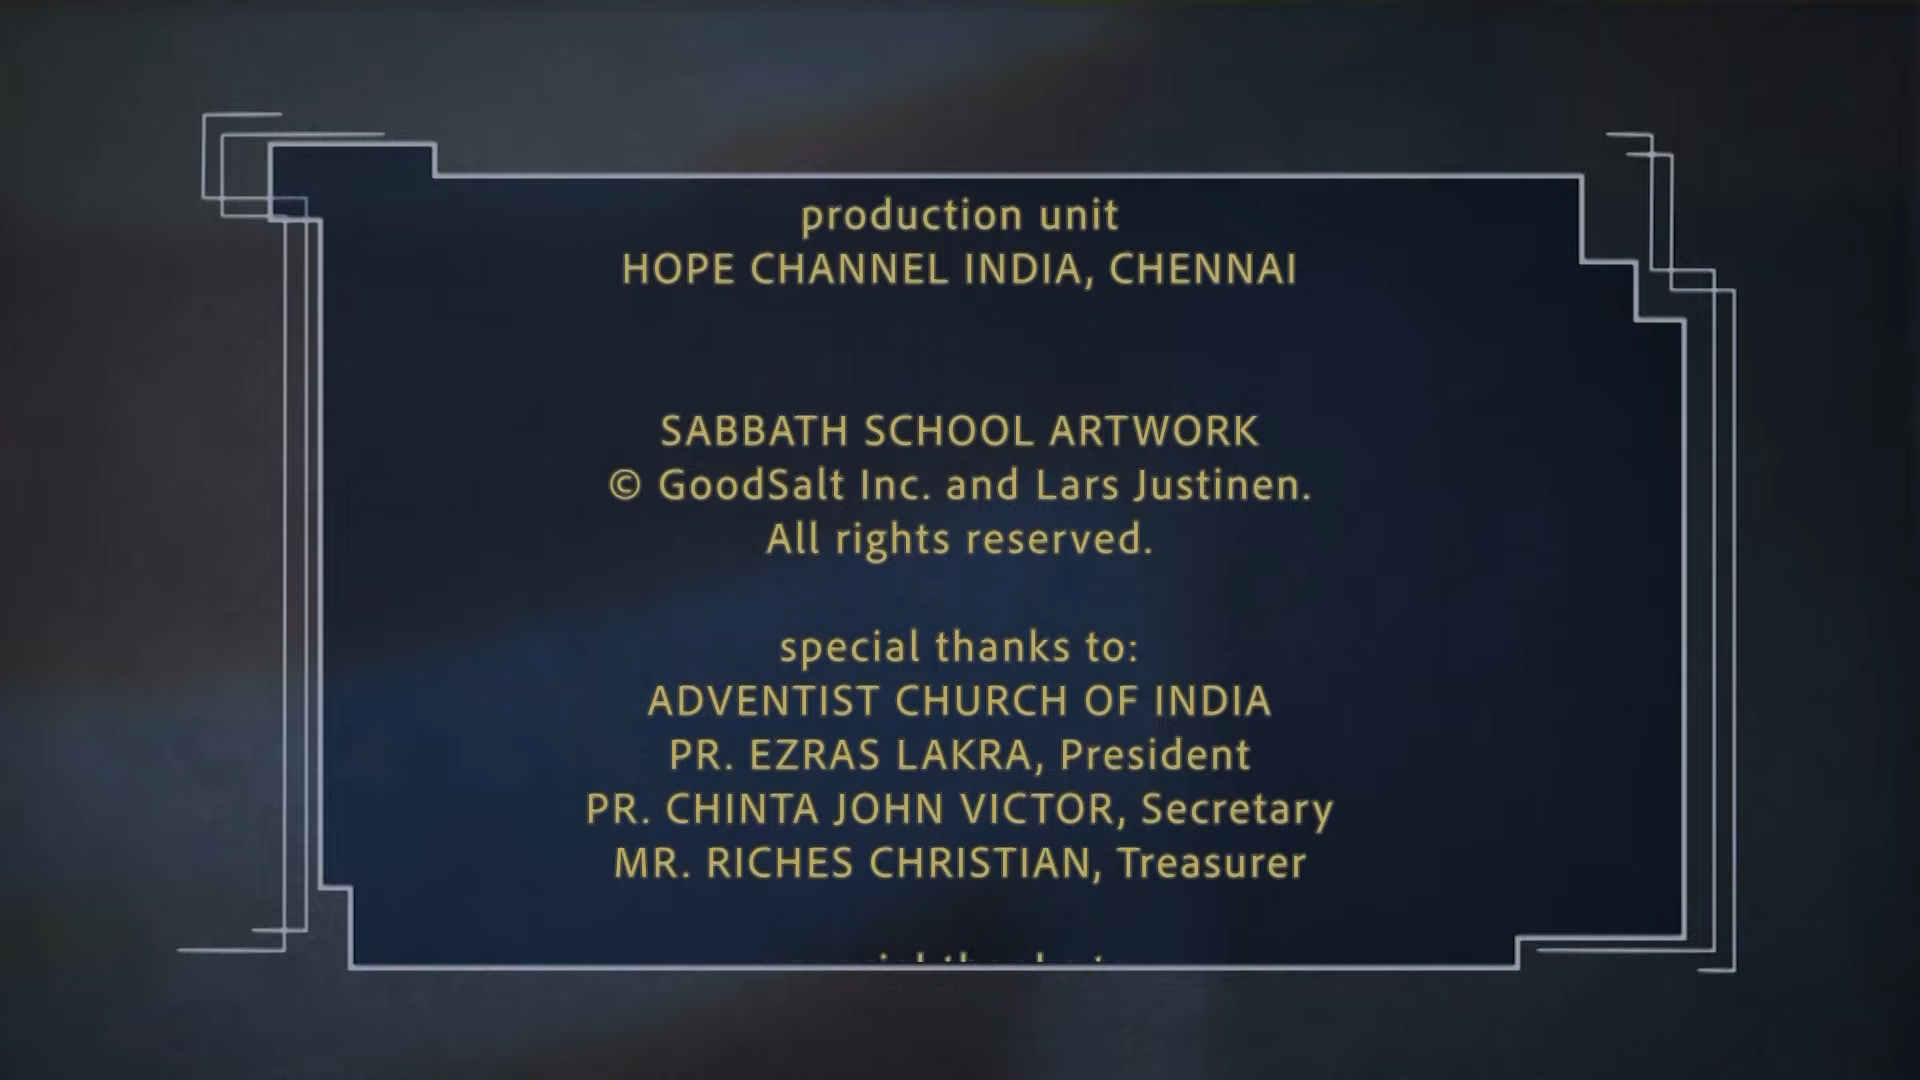 production unit
HOPE CHANNEL INDIA, CHENNAI
SABBATH SCHOOL ARTWORK
© GoodSalt Inc. and Lars Justinen.
All rights reserved.
special thanks to:
ADVENTIST CHURCH OF INDIA
PR. EZRAS LAKRA, President
PR. CHINTA JOHN VICTOR, Secretary
MR. RICHES CHRISTIAN, Treasurer